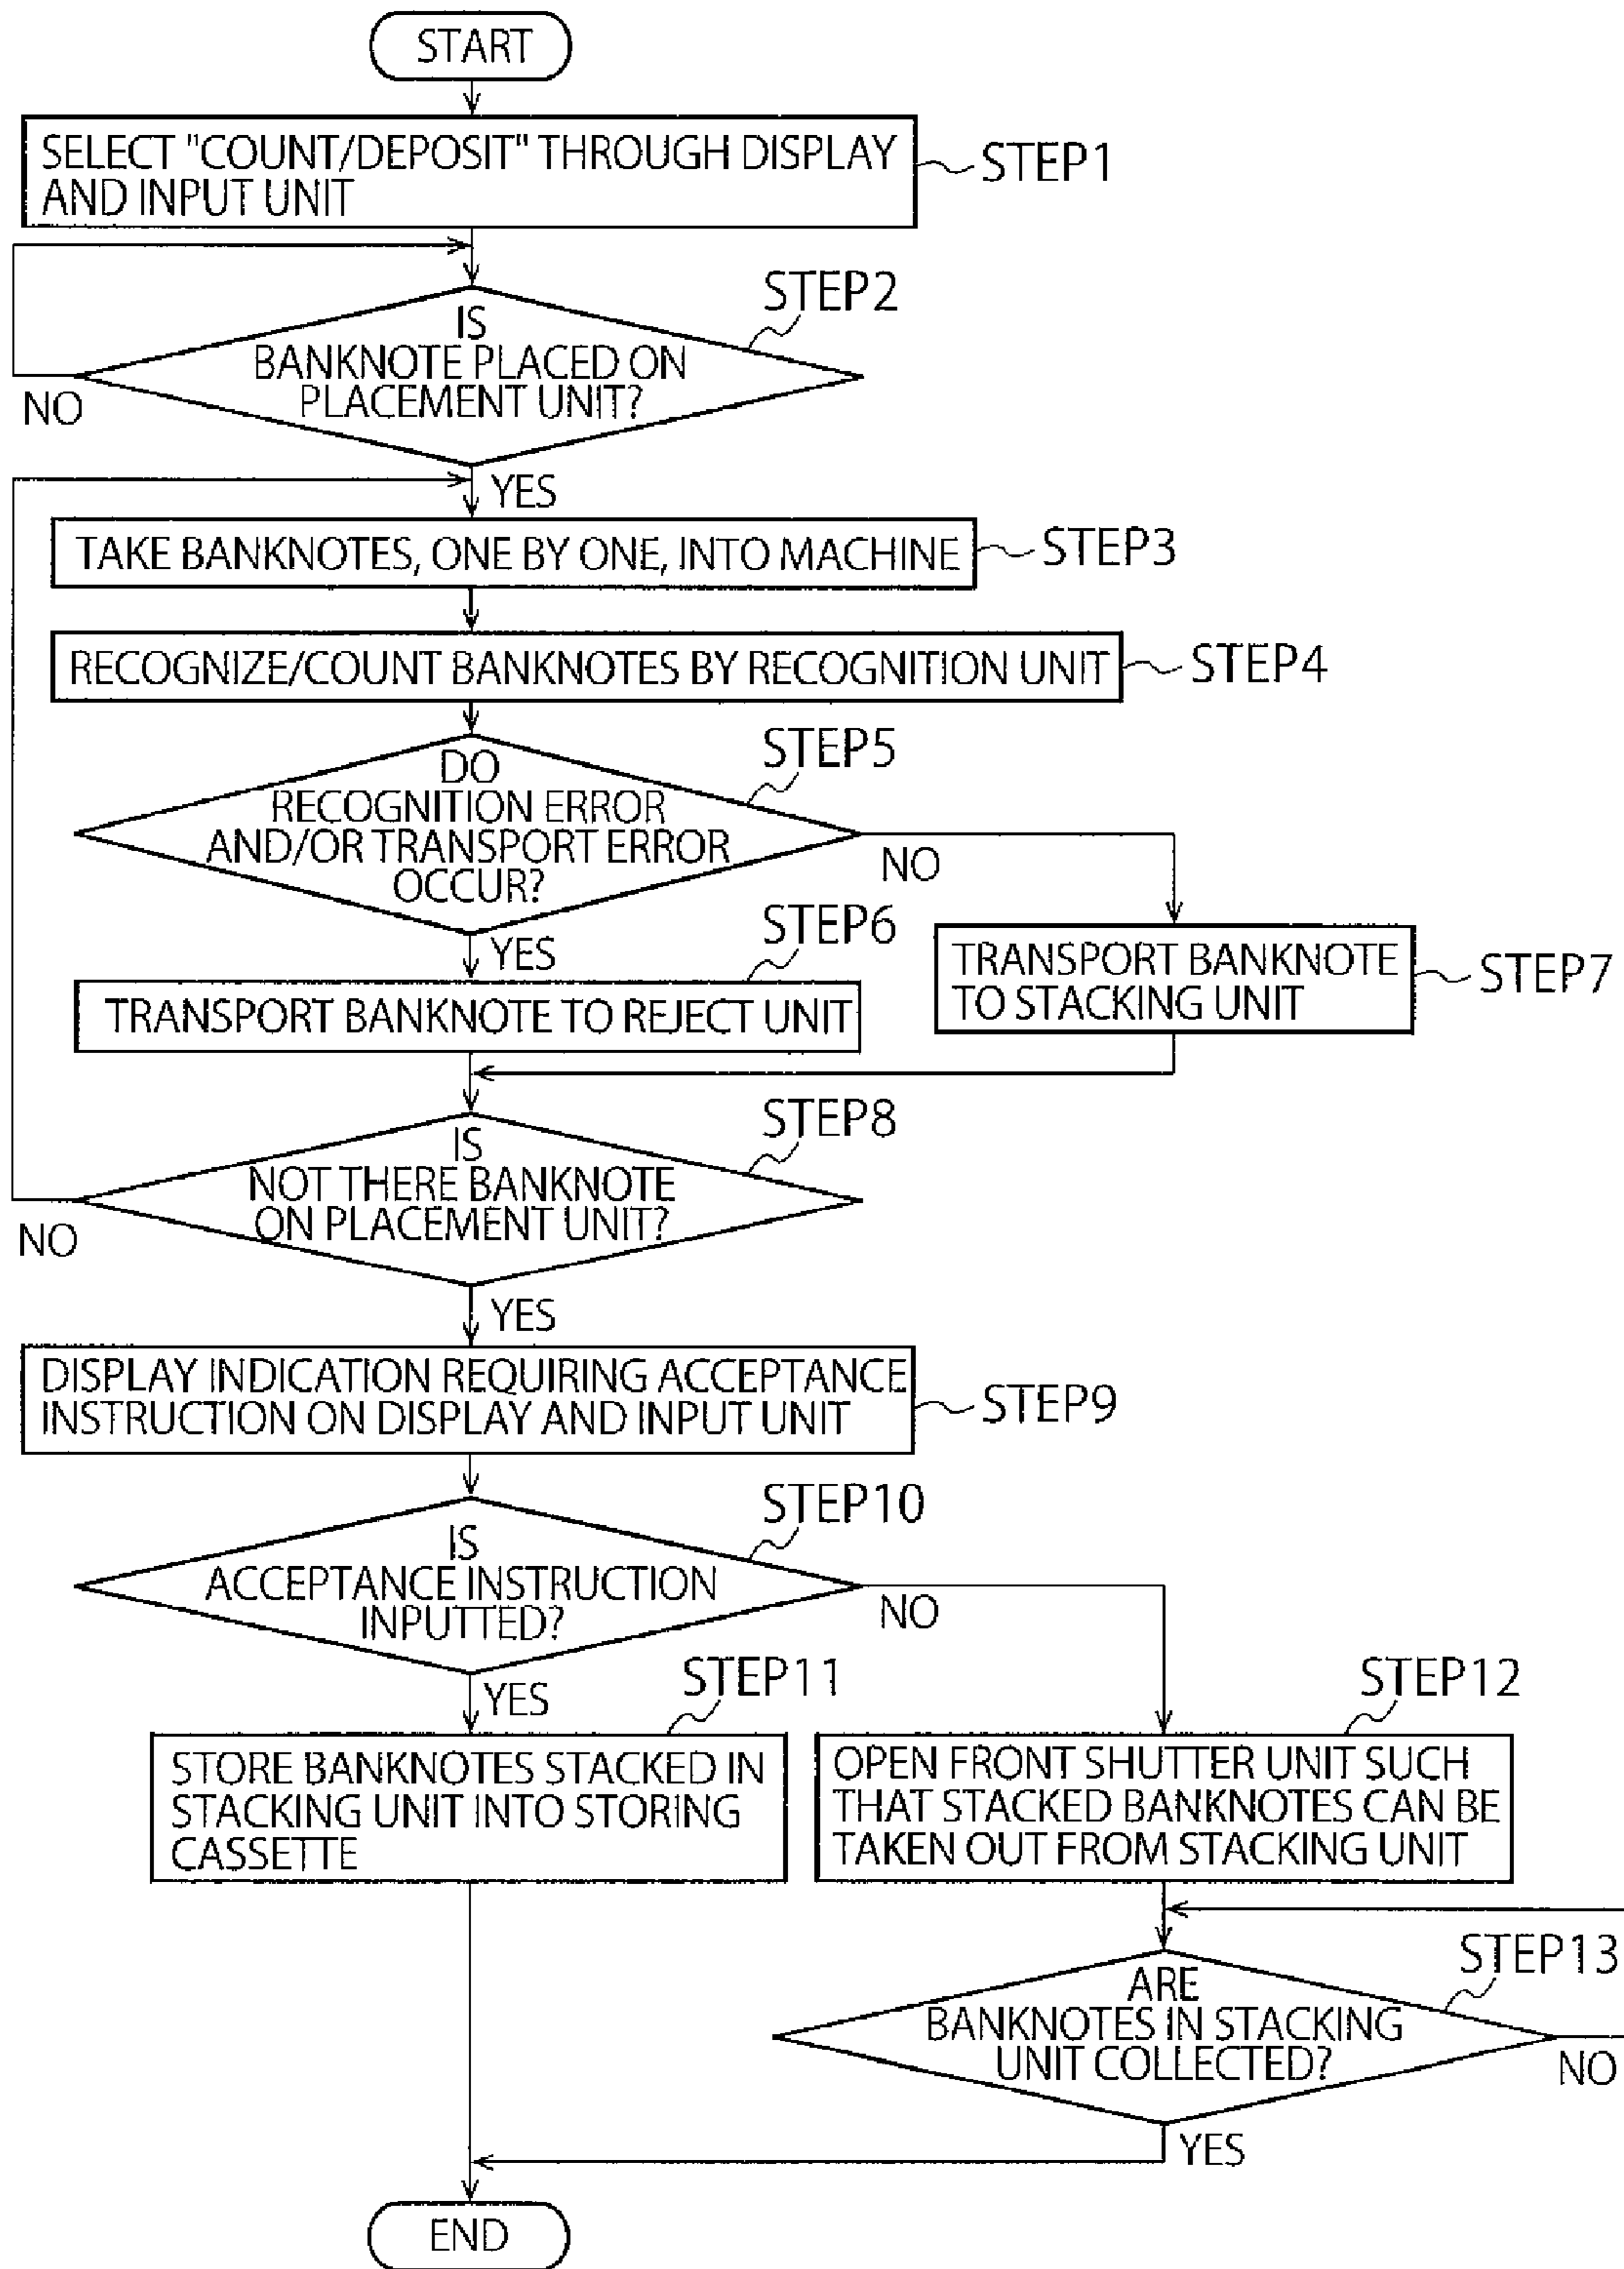 START
SELECT "COUNT/DEPOSIT" THROUGH DISPLAY
AND INPUT UNIT
STEP1
STEP2
IS
BANKNOTE PLACED ON
PLACEMENT UNIT?
NO
YES
TAKE BANKNOTES, ONE BY ONE, INTO MACHINE
STEP3
RECOGNIZE/COUNT BANKNOTES BY RECOGNITION UNIT
STEP4
STEP5
DO
RECOGNITION ERROR
AND/OR TRANSPORT ERROR
OCCUR?
NO
YES
STEP6
TRANSPORT BANKNOTE TO REJECT UNIT
TRANSPORT BANKNOTE
TO STACKING UNIT
STEP7
STEP8
IS
NOT THERE BANKNOTE
ON PLACEMENT UNIT?
NO
YES
DISPLAY INDICATION REQUIRING ACCEPTANCE
INSTRUCTION ON DISPLAY AND INPUT UNIT
STEP9
STEP10
IS
ACCEPTANCE INSTRUCTION
INPUTTED?
NO
YES
STEP11
STORE BANKNOTES STACKED IN
STACKING UNIT INTO STORING
CASSETTE
STEP12
OPEN FRONT SHUTTER UNIT SUCH
THAT STACKED BANKNOTES CAN BE
TAKEN OUT FROM STACKING UNIT
STEP13
ARE
BANKNOTES IN STACKING
UNIT COLLECTED?
NO
YES
END